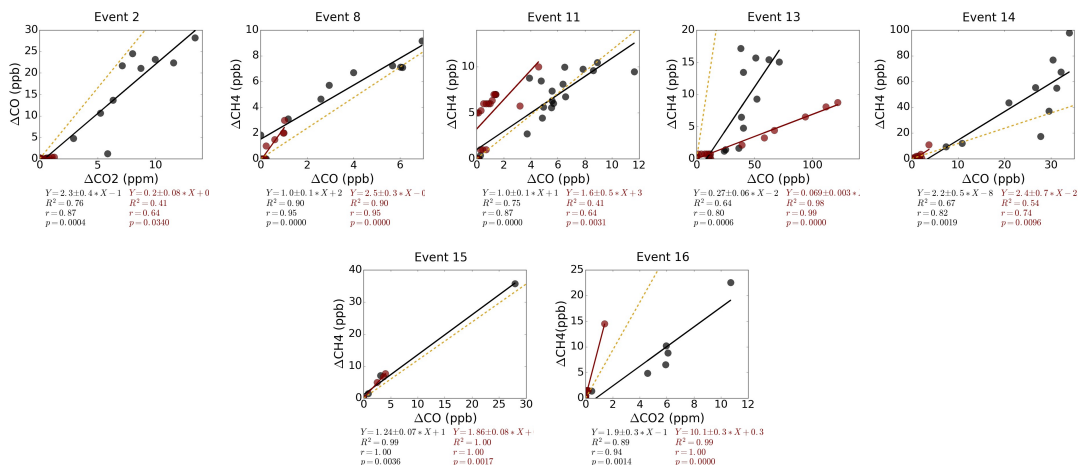 Event 2
ΔCO (ppb)
30
25
20
15
10
5
0
0 5 10
ΔCO2 (ppm)
Y=2.3±0.4∗X−1 Y=0.2±0.08∗X+0
R²=0.76 R²=0.41
r=0.87 r=0.64
p=0.0004 p=0.0340
Event 8
ΔCH4 (ppb)
10
8
6
4
2
0
0 2 4 6
ΔCO (ppb)
Y=1.0±0.1∗X+2 Y=2.5±0.3∗X−0
R²=0.90 R²=0.90
r=0.95 r=0.95
p=0.0000 p=0.0000
Event 11
ΔCH4 (ppb)
10
5
0
0 2 4 6 8 10 12
ΔCO (ppb)
Y=1.0±0.1∗X+1 Y=1.6±0.5∗X+3
R²=0.75 R²=0.41
r=0.87 r=0.64
p=0.0000 p=0.0031
Event 13
ΔCH4 (ppb)
20
15
10
5
0
0 50 100
ΔCO (ppb)
Y=0.27±0.06∗X−2 Y=0.069±0.003∗.
R²=0.64 R²=0.98
r=0.80 r=0.99
p=0.0006 p=0.0000
Event 14
ΔCH4 (ppb)
100
80
60
40
20
0
0 10 20 30
ΔCO (ppb)
Y=2.2±0.5∗X−8 Y=2.4±0.7∗X−2
R²=0.67 R²=0.54
r=0.82 r=0.74
p=0.0019 p=0.0096
Event 15
ΔCH4 (ppb)
40
30
20
10
0
0 5 10 15 20 25 30
ΔCO (ppb)
Y=1.24±0.07∗X+1 Y=1.86±0.08∗X+
R²=0.99 R²=1.00
r=1.00 r=1.00
p=0.0036 p=0.0017
Event 16
ΔCH4(ppb)
25
20
15
10
5
0
0 2 4 6 8 10 12
ΔCO2 (ppm)
Y=1.9±0.3∗X−1 Y=10.1±0.3∗X+0.3
R²=0.89 R²=0.99
r=0.94 r=1.00
p=0.0014 p=0.0000